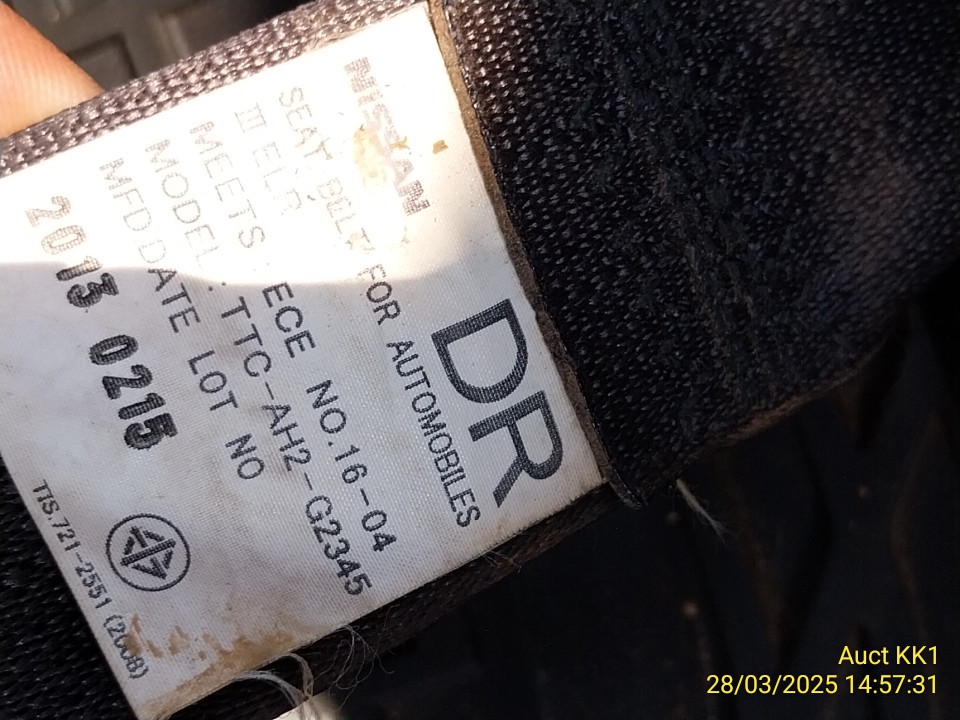 NISSAN
DR
SEAT BELT FOR AUTOMOBILES
III ELR ECE NO.16-04
MEETS : TTC-AH2-G2345
MODEL.
MFD DATE LOT NO
2013 0215
TIS.721-2551 (2008)
Auct KK1
28/03/2025 14:57:31